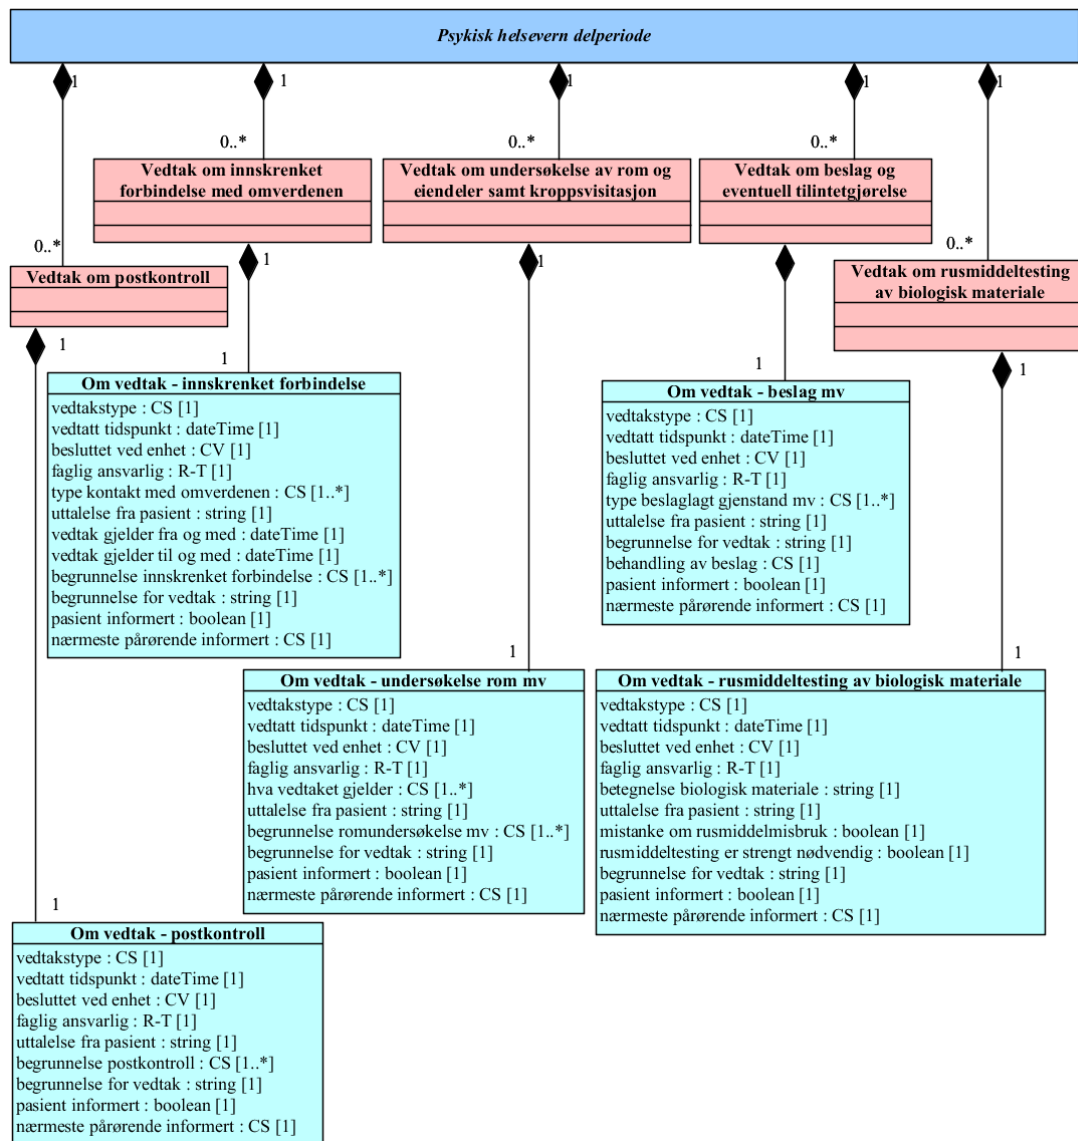 Psykisk helsevern delperiode
1
1
1
1
1
0..*
0..*
0..*
0..*
0..*
Vedtak om innskrenket
forbindelse med omverdenen
1
Vedtak om undersøkelse av rom og
eiendeler samt kroppsvisitasjon
1
Vedtak om beslag og
eventuell tilintetgjørelse
1
Vedtak om postkontroll
1
Vedtak om rusmiddeltesting
av biologisk materiale
1
1
Om vedtak - innskrenket forbindelse
vedtakstype : CS [1]
vedtatt tidspunkt : dateTime [1]
besluttet ved enhet : CV [1]
faglig ansvarlig : R-T [1]
type kontakt med omverdenen : CS [1..*]
uttalelse fra pasient : string [1]
vedtak gjelder fra og med : dateTime [1]
vedtak gjelder til og med : dateTime [1]
begrunnelse innskrenket forbindelse : CS [1..*]
begrunnelse for vedtak : string [1]
pasient informert : boolean [1]
nærmeste pårørende informert : CS [1]
1
Om vedtak - beslag mv
vedtakstype : CS [1]
vedtatt tidspunkt : dateTime [1]
besluttet ved enhet : CV [1]
faglig ansvarlig : R-T [1]
type beslaglagt gjenstand mv : CS [1..*]
uttalelse fra pasient : string [1]
begrunnelse for vedtak : string [1]
behandling av beslag : CS [1]
pasient informert : boolean [1]
nærmeste pårørende informert : CS [1]
1
Om vedtak - undersøkelse rom mv
vedtakstype : CS [1]
vedtatt tidspunkt : dateTime [1]
besluttet ved enhet : CV [1]
faglig ansvarlig : R-T [1]
hva vedtaket gjelder : CS [1..*]
uttalelse fra pasient : string [1]
begrunnelse romundersøkelse mv : CS [1..*]
begrunnelse for vedtak : string [1]
pasient informert : boolean [1]
nærmeste pårørende informert : CS [1]
1
Om vedtak - rusmiddeltesting av biologisk materiale
vedtakstype : CS [1]
vedtatt tidspunkt : dateTime [1]
besluttet ved enhet : CV [1]
faglig ansvarlig : R-T [1]
betegnelse biologisk materiale : string [1]
uttalelse fra pasient : string [1]
mistanke om rusmiddelmisbruk : boolean [1]
rusmiddeltesting er strengt nødvendig : boolean [1]
begrunnelse for vedtak : string [1]
pasient informert : boolean [1]
nærmeste pårørende informert : CS [1]
1
Om vedtak - postkontroll
vedtakstype : CS [1]
vedtatt tidspunkt : dateTime [1]
besluttet ved enhet : CV [1]
faglig ansvarlig : R-T [1]
uttalelse fra pasient : string [1]
begrunnelse postkontroll : CS [1..*]
begrunnelse for vedtak : string [1]
pasient informert : boolean [1]
nærmeste pårørende informert : CS [1]